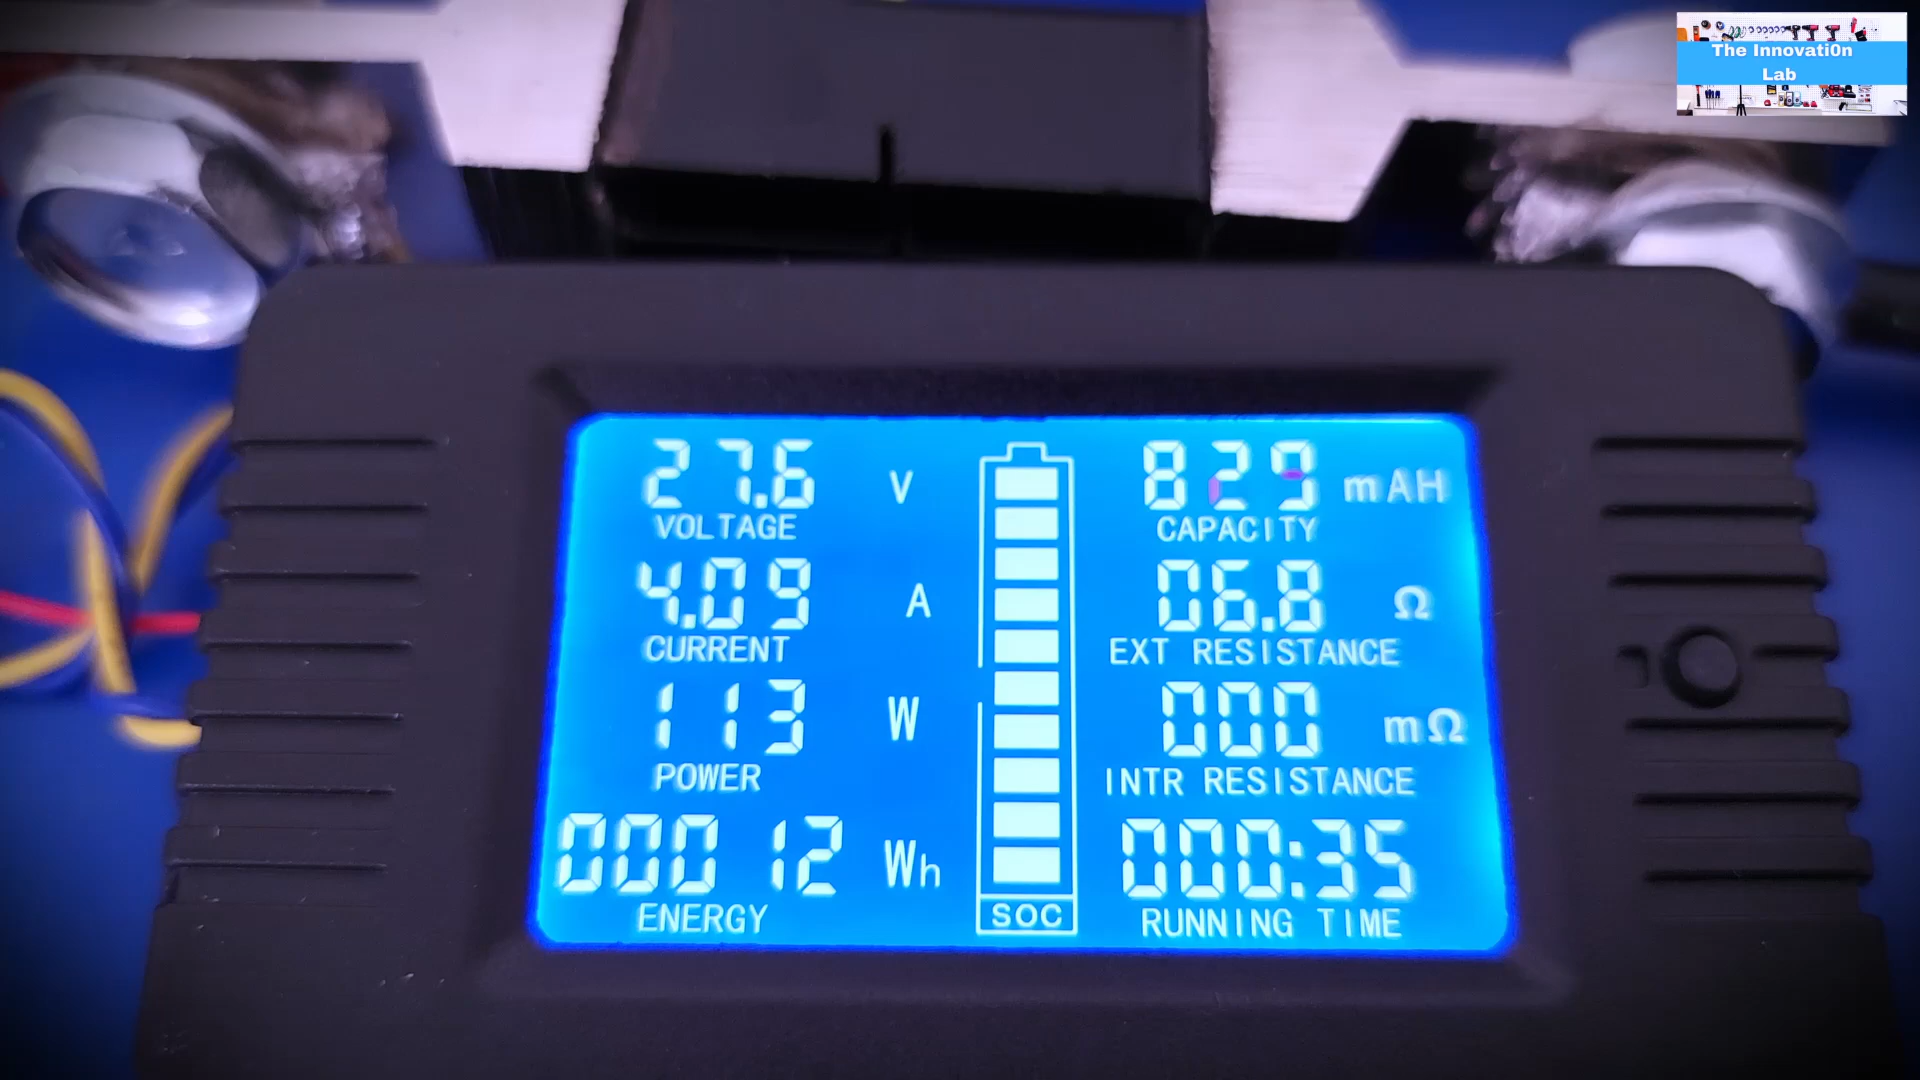 The Innovati0n
Lab
27.6 V
VOLTAGE
4.09 A
CURRENT
113 W
POWER
00012 Wh
ENERGY
SOC
829 mAH
CAPACITY
06.8 Ω
EXT RESISTANCE
000 mΩ
INTR RESISTANCE
000:35
RUNNING TIME